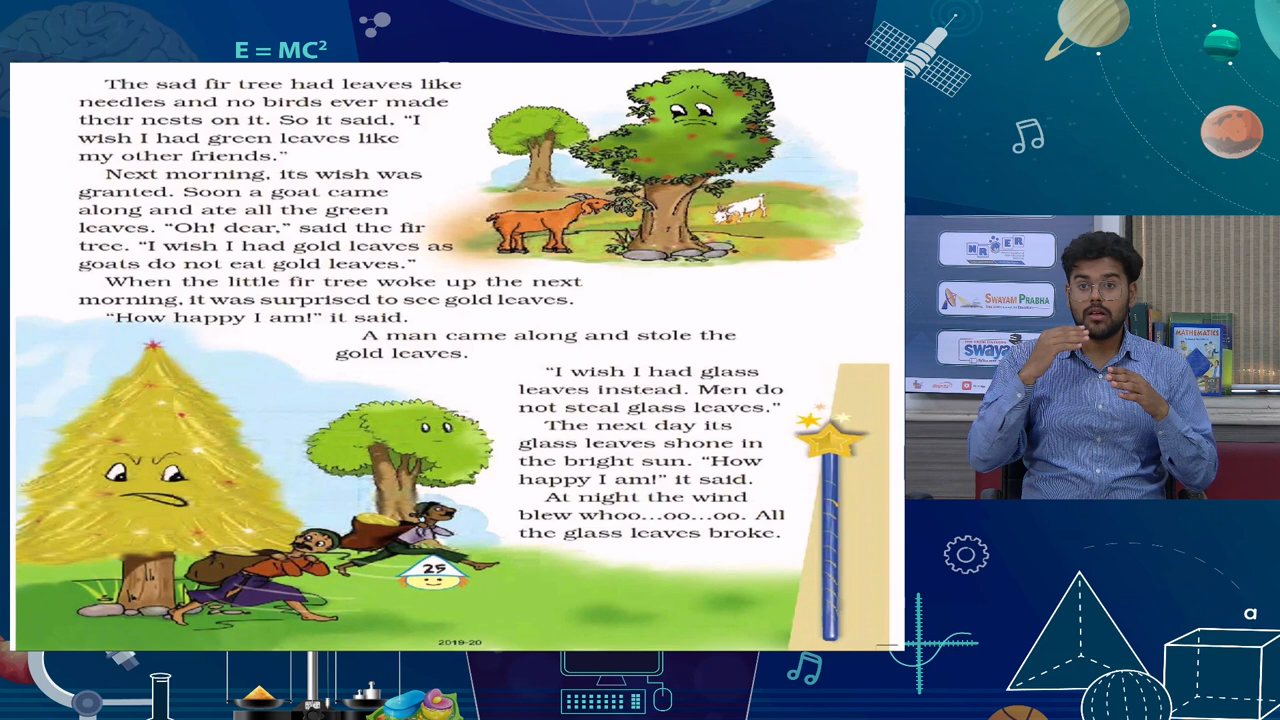 E = MC²
The sad fir tree had leaves like
needles and no birds ever made
their nests on it. So it said, "I
wish I had green leaves like
my other friends."
Next morning, its wish was
granted. Soon a goat came
along and ate all the green
leaves. "Oh! dear," said the fir
tree. "I wish I had gold leaves as
goats do not eat gold leaves."
When the little fir tree woke up the next
morning, it was surprised to see gold leaves.
"How happy I am!" it said.
A man came along and stole the
gold leaves.
"I wish I had glass
leaves instead. Men do
not steal glass leaves."
The next day its
glass leaves shone in
the bright sun. "How
happy I am!" it said.
At night the wind
blew whoo...oo...oo. All
the glass leaves broke.
25
2019-20
NROER
SWAYAM PRABHA
swaya
MATHEMATICS
a